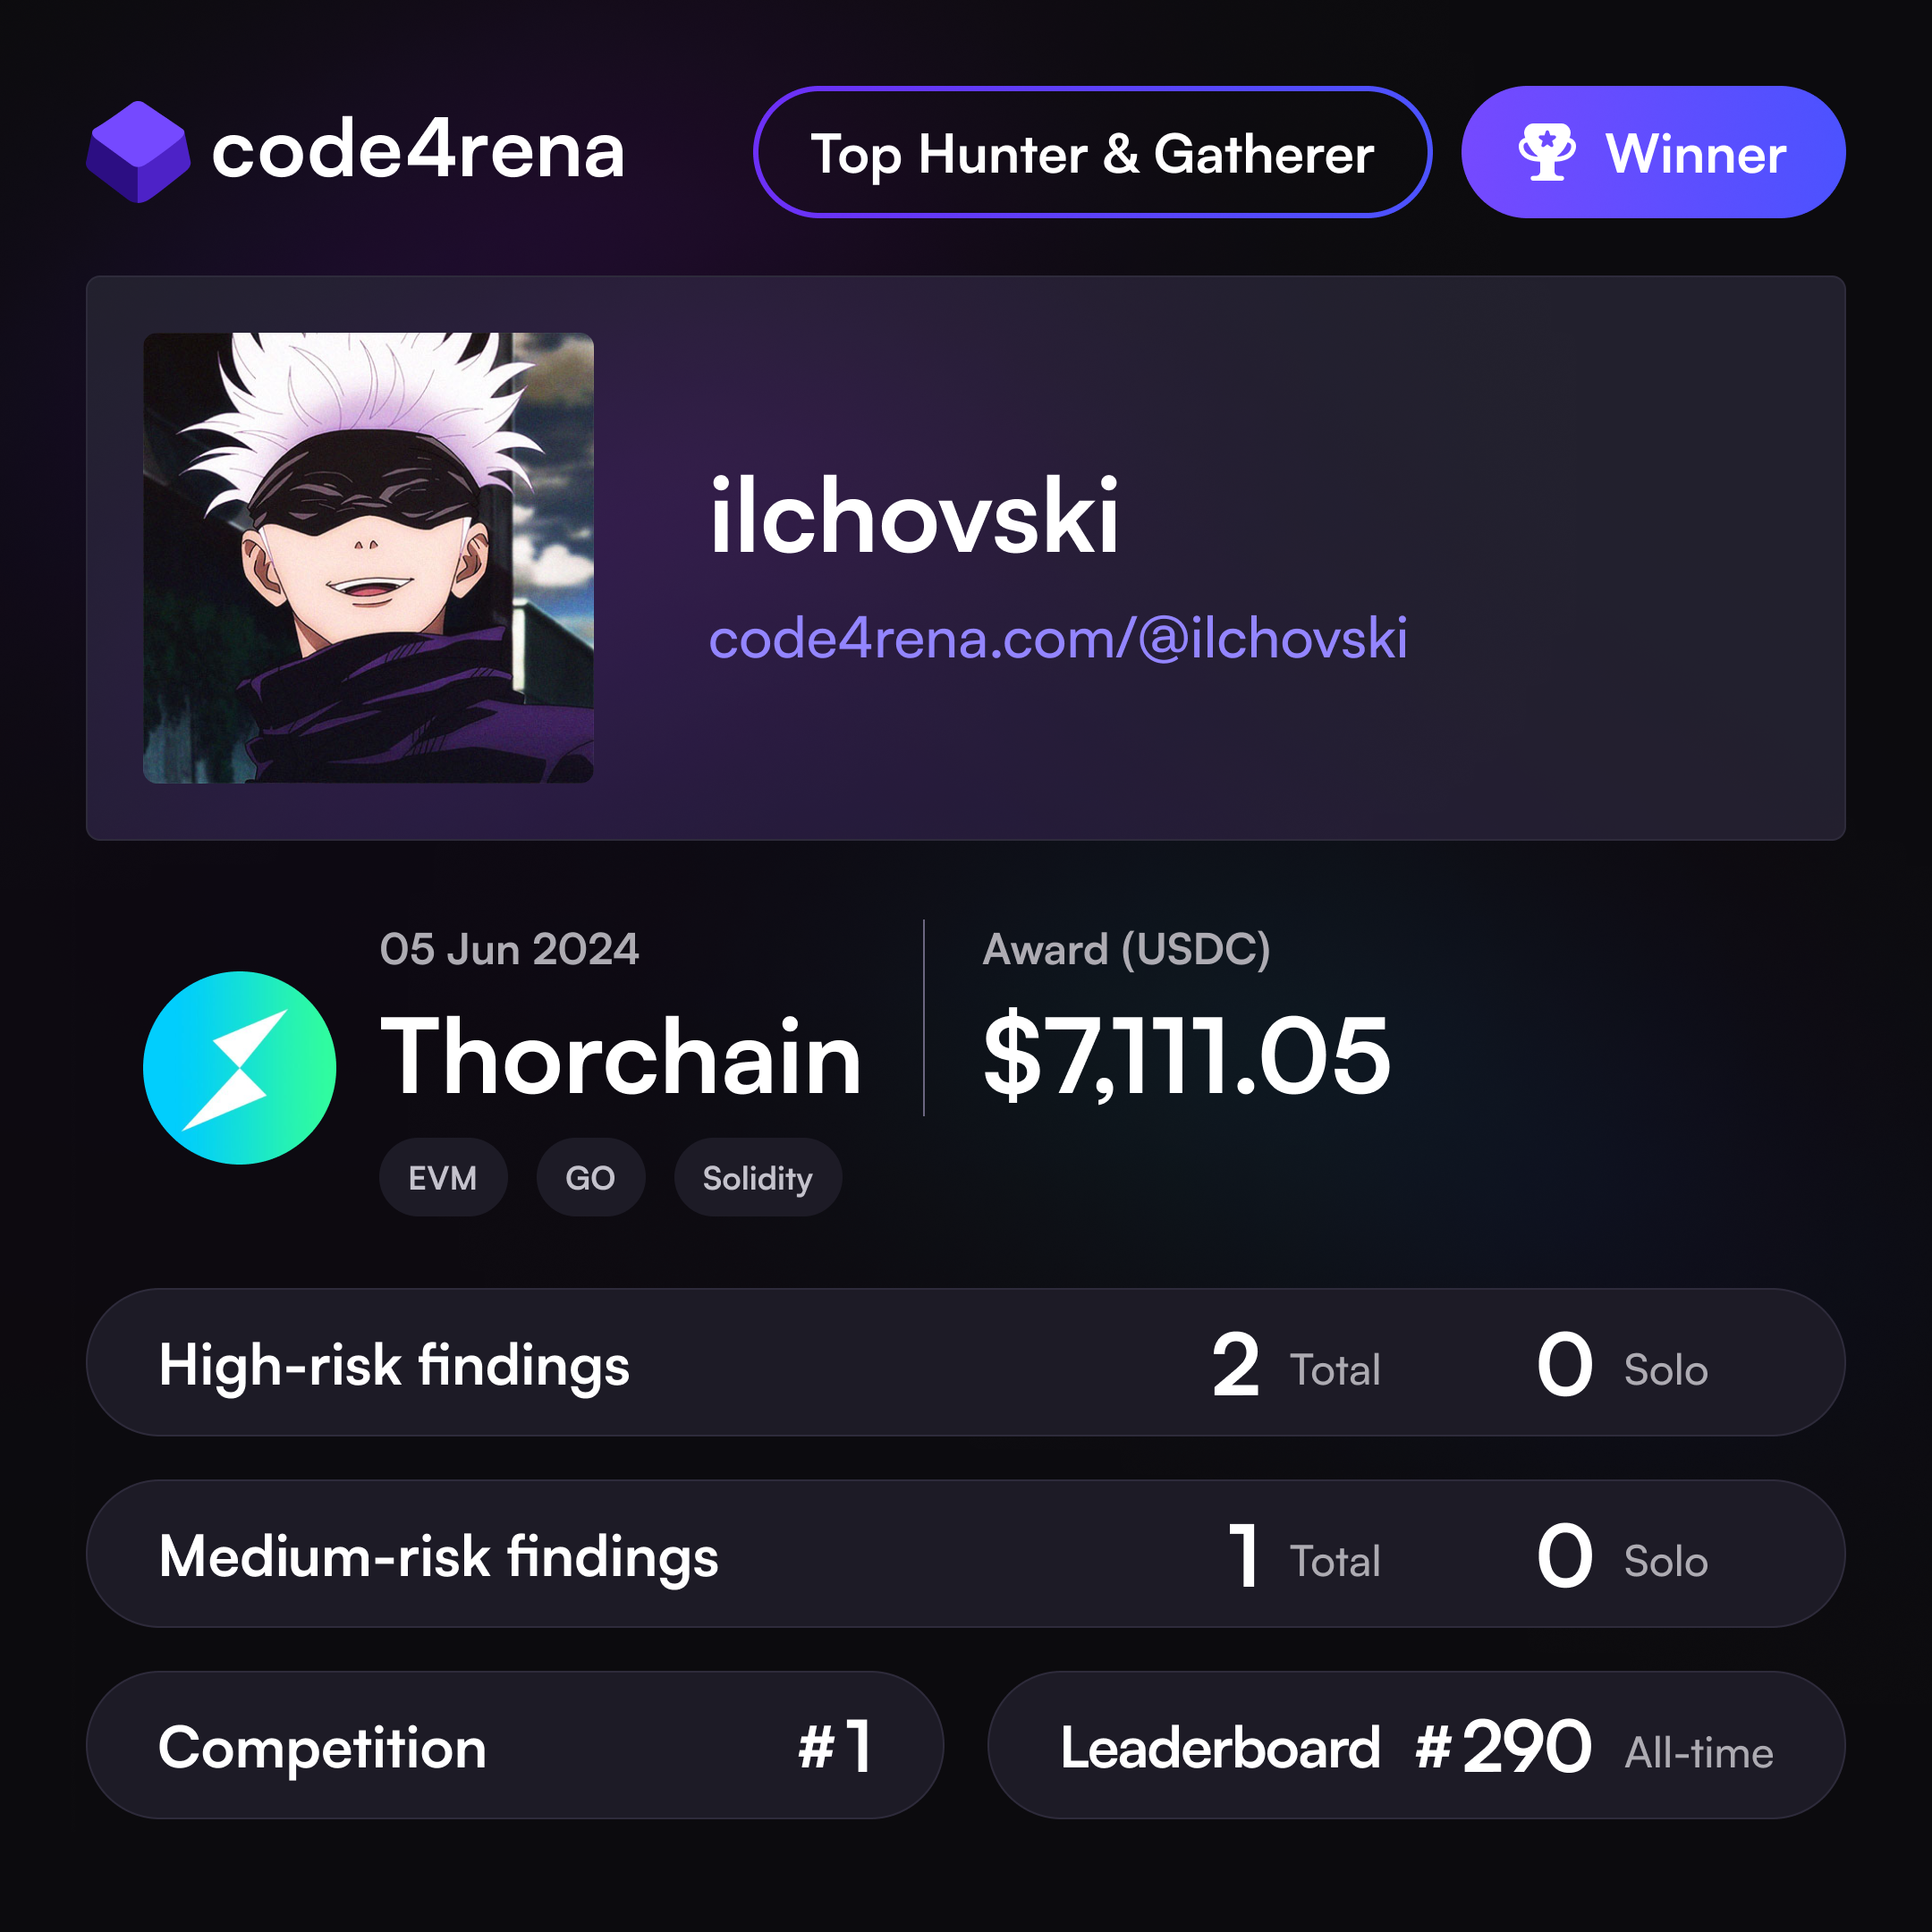 code4rena
Top Hunter & Gatherer
Winner
ilchovski
code4rena.com/@ilchovski
05 Jun 2024
Thorchain
EVM GO Solidity
Award (USDC)
$7,111.05
High-risk findings 2 Total 0 Solo
Medium-risk findings 1 Total 0 Solo
Competition #1
Leaderboard #290 All-time